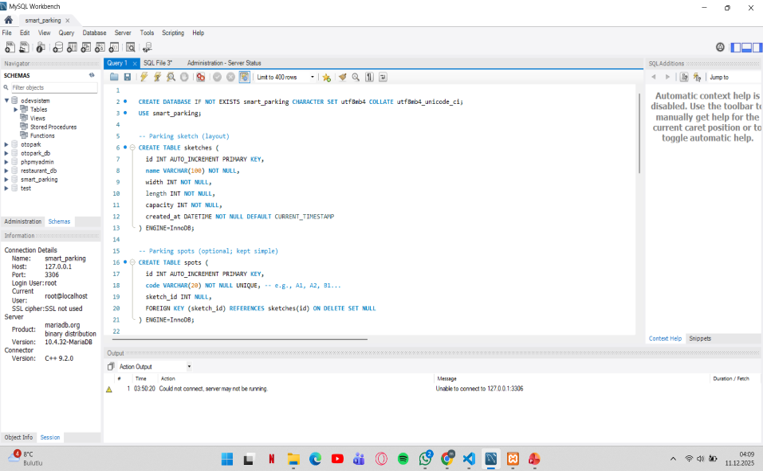 MySQL Workbench
smart_parking ×
File Edit View Query Database Server Tools Scripting Help
Navigator
SCHEMAS
Filter objects
odevsistem
Tables
Views
Stored Procedures
Functions
otopark
otopark_db
phpmyadmin
restaurant_db
smart_parking
test
Administration Schemas
Information
Connection Details
Name: smart_parking
Host: 127.0.0.1
Port: 3306
Login User: root
Current User: root@localhost
SSL cipher: SSL not used
Server
Product: mariadb.org binary distribution
Version: 10.4.32-MariaDB
Connector
Version: C++ 9.2.0
Object Info Session
Query 1 × SQL File 3* Administration - Server Status
Limit to 400 rows
1
2 CREATE DATABASE IF NOT EXISTS smart_parking CHARACTER SET utf8mb4 COLLATE utf8mb4_unicode_ci;
3 USE smart_parking;
4
5 -- Parking sketch (layout)
6 CREATE TABLE sketches (
7 id INT AUTO_INCREMENT PRIMARY KEY,
8 name VARCHAR(100) NOT NULL,
9 width INT NOT NULL,
10 length INT NOT NULL,
11 capacity INT NOT NULL,
12 created_at DATETIME NOT NULL DEFAULT CURRENT_TIMESTAMP
13 ) ENGINE=InnoDB;
14
15 -- Parking spots (optional; kept simple)
16 CREATE TABLE spots (
17 id INT AUTO_INCREMENT PRIMARY KEY,
18 code VARCHAR(20) NOT NULL UNIQUE, -- e.g., A1, A2, B1...
19 sketch_id INT NULL,
20 FOREIGN KEY (sketch_id) REFERENCES sketches(id) ON DELETE SET NULL
21 ) ENGINE=InnoDB;
22
SQL Additions
Jump to
Automatic context help is
disabled. Use the toolbar to
manually get help for the
current caret position or to
toggle automatic help.
Context Help Snippets
Output
Action Output
# Time Action Message Duration / Fetch
1 03:50:20 Could not connect, server may not be running. Unable to connect to 127.0.0.1:3306
4
8°C
Bulutlu
2
04:09
11.12.2025